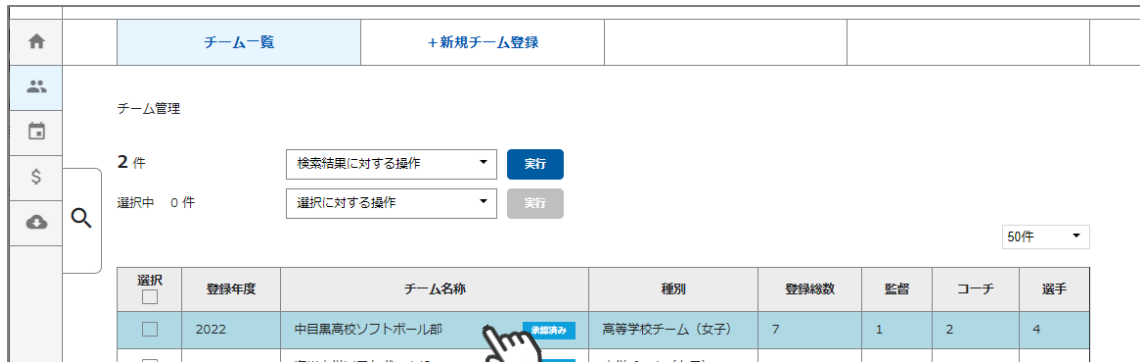 チーム一覧 +新規チーム登録
チーム管理
2 件 検索結果に対する操作 実行
選択中 0 件 選択に対する操作 実行
50件
選択 登録年度 チーム名称 種別 登録総数 監督 コーチ 選手
2022 中目黒高校ソフトボール部 承認済み 高等学校チーム（女子） 7 1 2 4